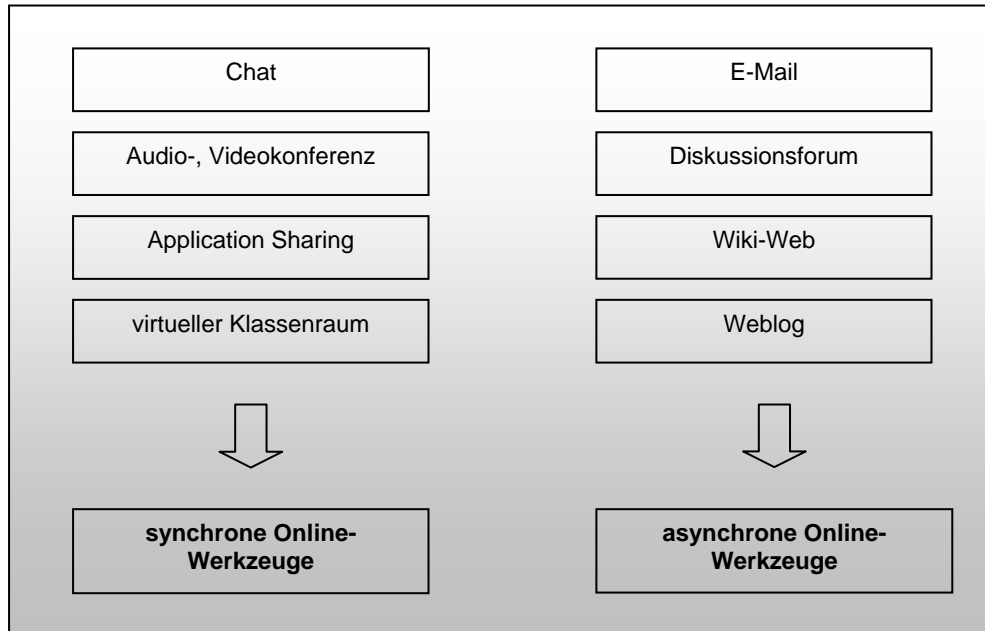 Chat
Audio-, Videokonferenz
Application Sharing
virtueller Klassenraum
synchrone Online-
Werkzeuge
E-Mail
Diskussionsforum
Wiki-Web
Weblog
asynchrone Online-
Werkzeuge